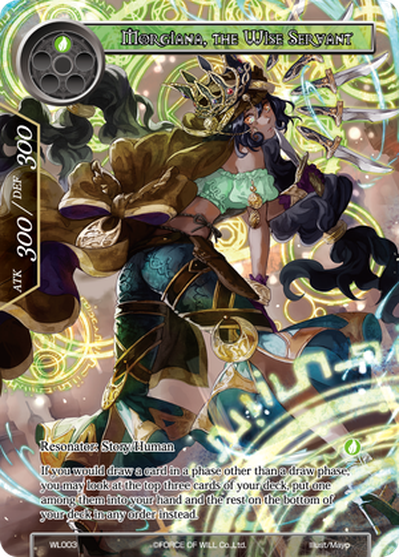 Morgiana, the Wise Servant
ATK 300 / DEF 300
Resonator: Story/Human
If you would draw a card in a phase other than a draw phase,
you may look at the top three cards of your deck, put one
among them into your hand and the rest on the bottom of
your deck in any order instead.
WL003 ©FORCE OF WILL Co.,Ltd. Illust/Mayo